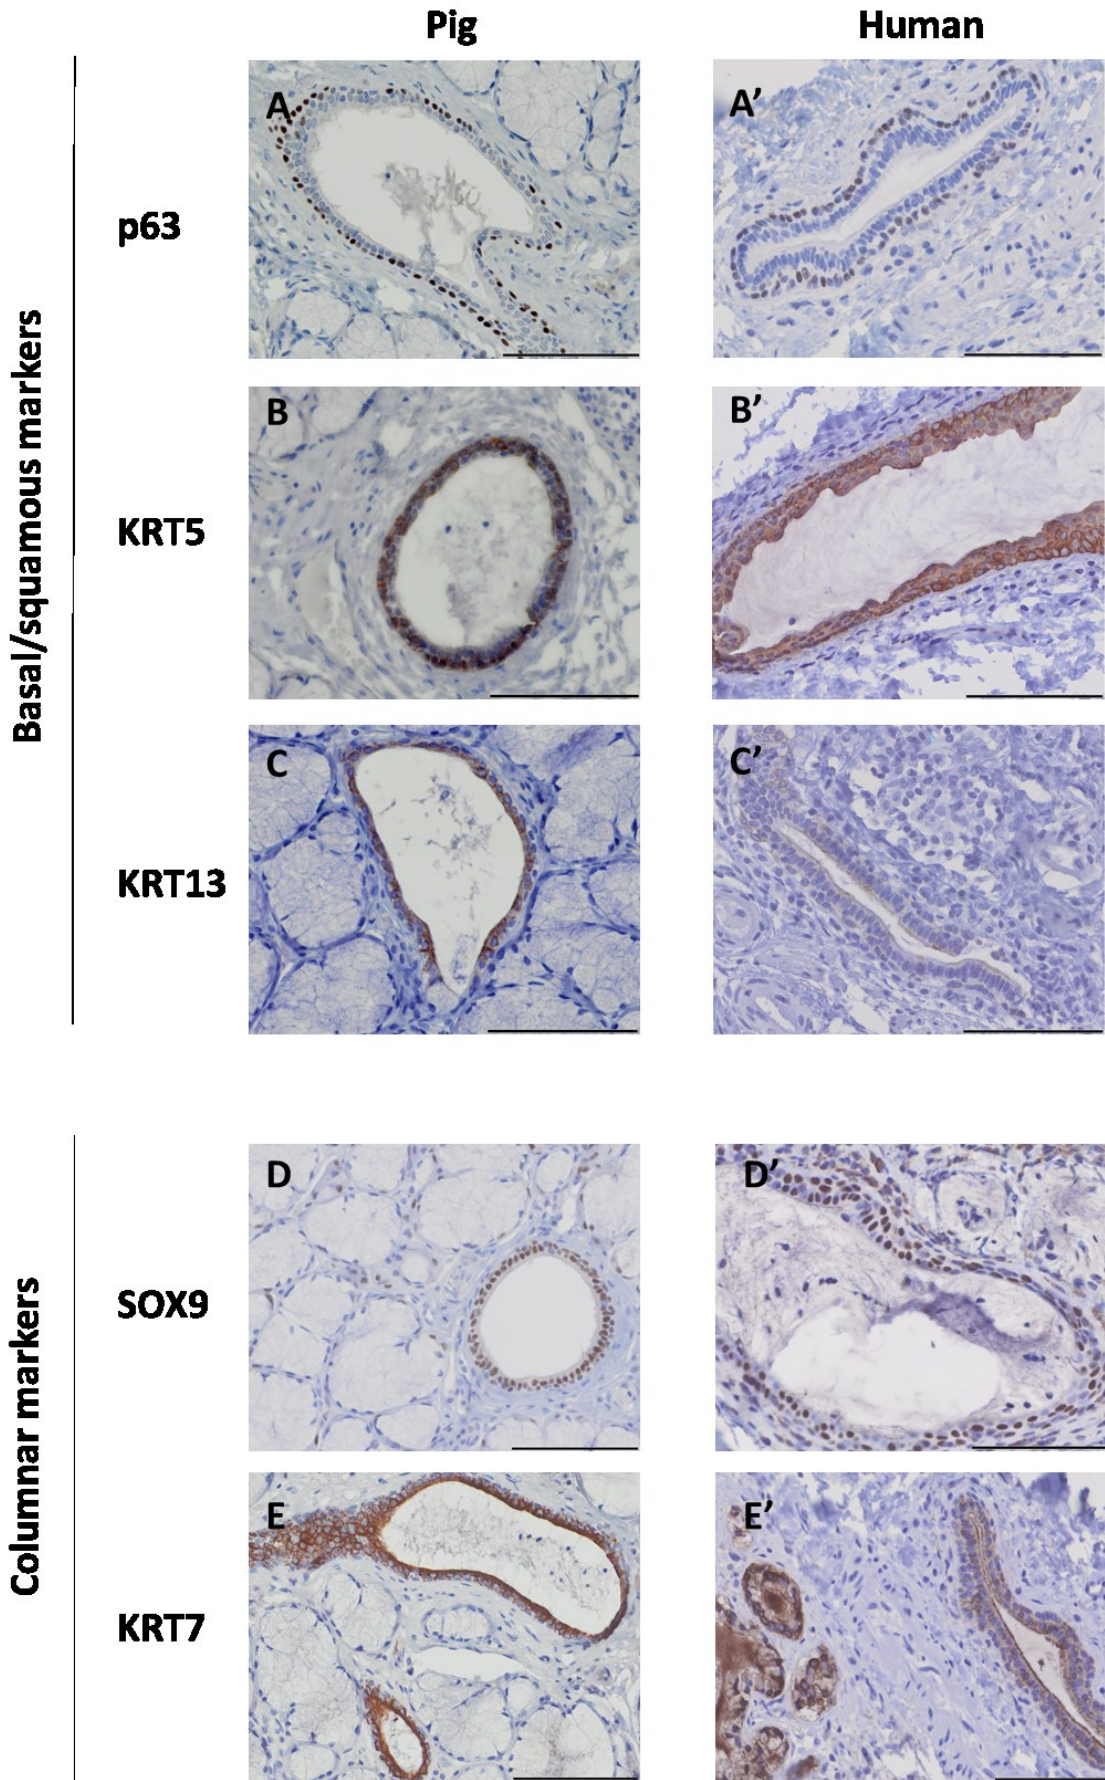 Pig Human
Basal/squamous markers
p63
A A’
KRT5
B B’
KRT13
C C’
Columnar markers
SOX9
D D’
KRT7
E E’